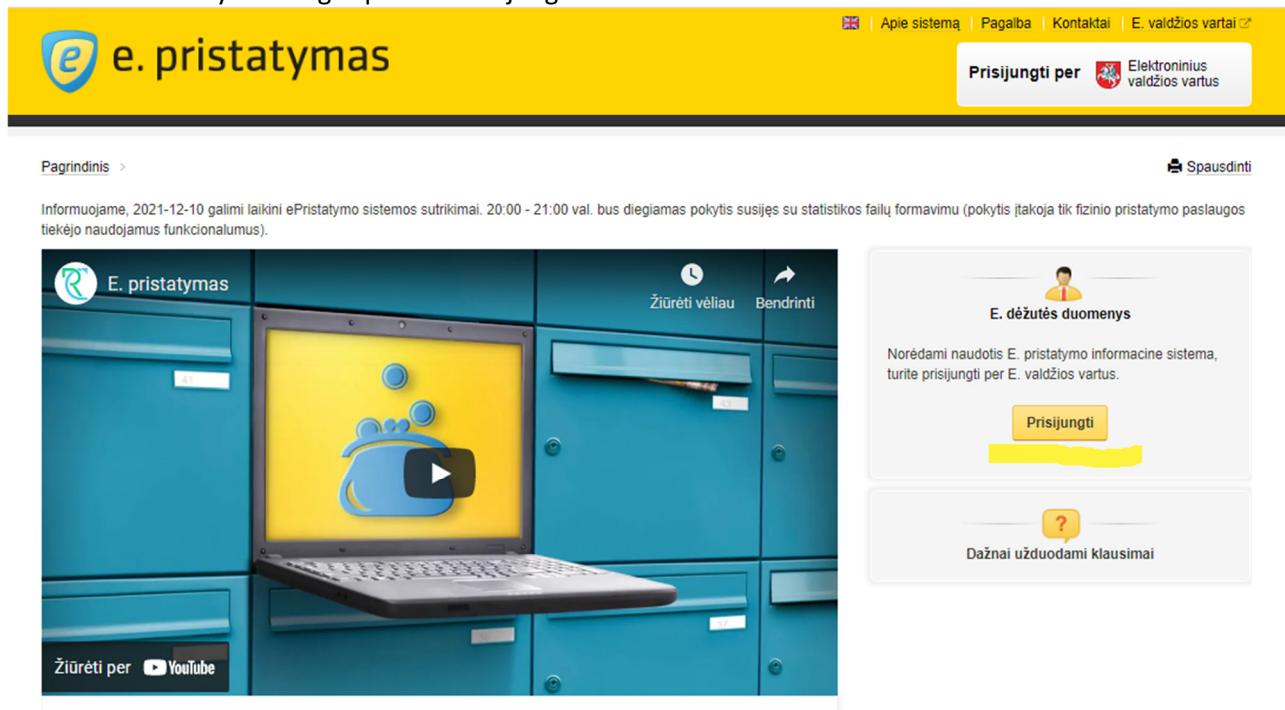 Apie sistemą | Pagalba | Kontaktai | E. valdžios vartai
e. pristatymas
Prisijungti per Elektroninius valdžios vartus
Pagrindinis >
Spausdinti
Informuojame, 2021-12-10 galimi laikini ePristatymo sistemos sutrikimai. 20:00 - 21:00 val. bus diegiamas pokytis susijęs su statistikos failų formavimu (pokytis įtakoja tik fizinio pristatymo paslaugos
tiekėjo naudojamus funkcionalumus).
E. pristatymas
Žiūrėti vėliau
Bendrinti
41
43
37
Žiūrėti per YouTube
E. dėžutės duomenys
Norėdami naudotis E. pristatymo informacine sistema,
turite prisijungti per E. valdžios vartus.
Prisijungti
?
Dažnai užduodami klausimai